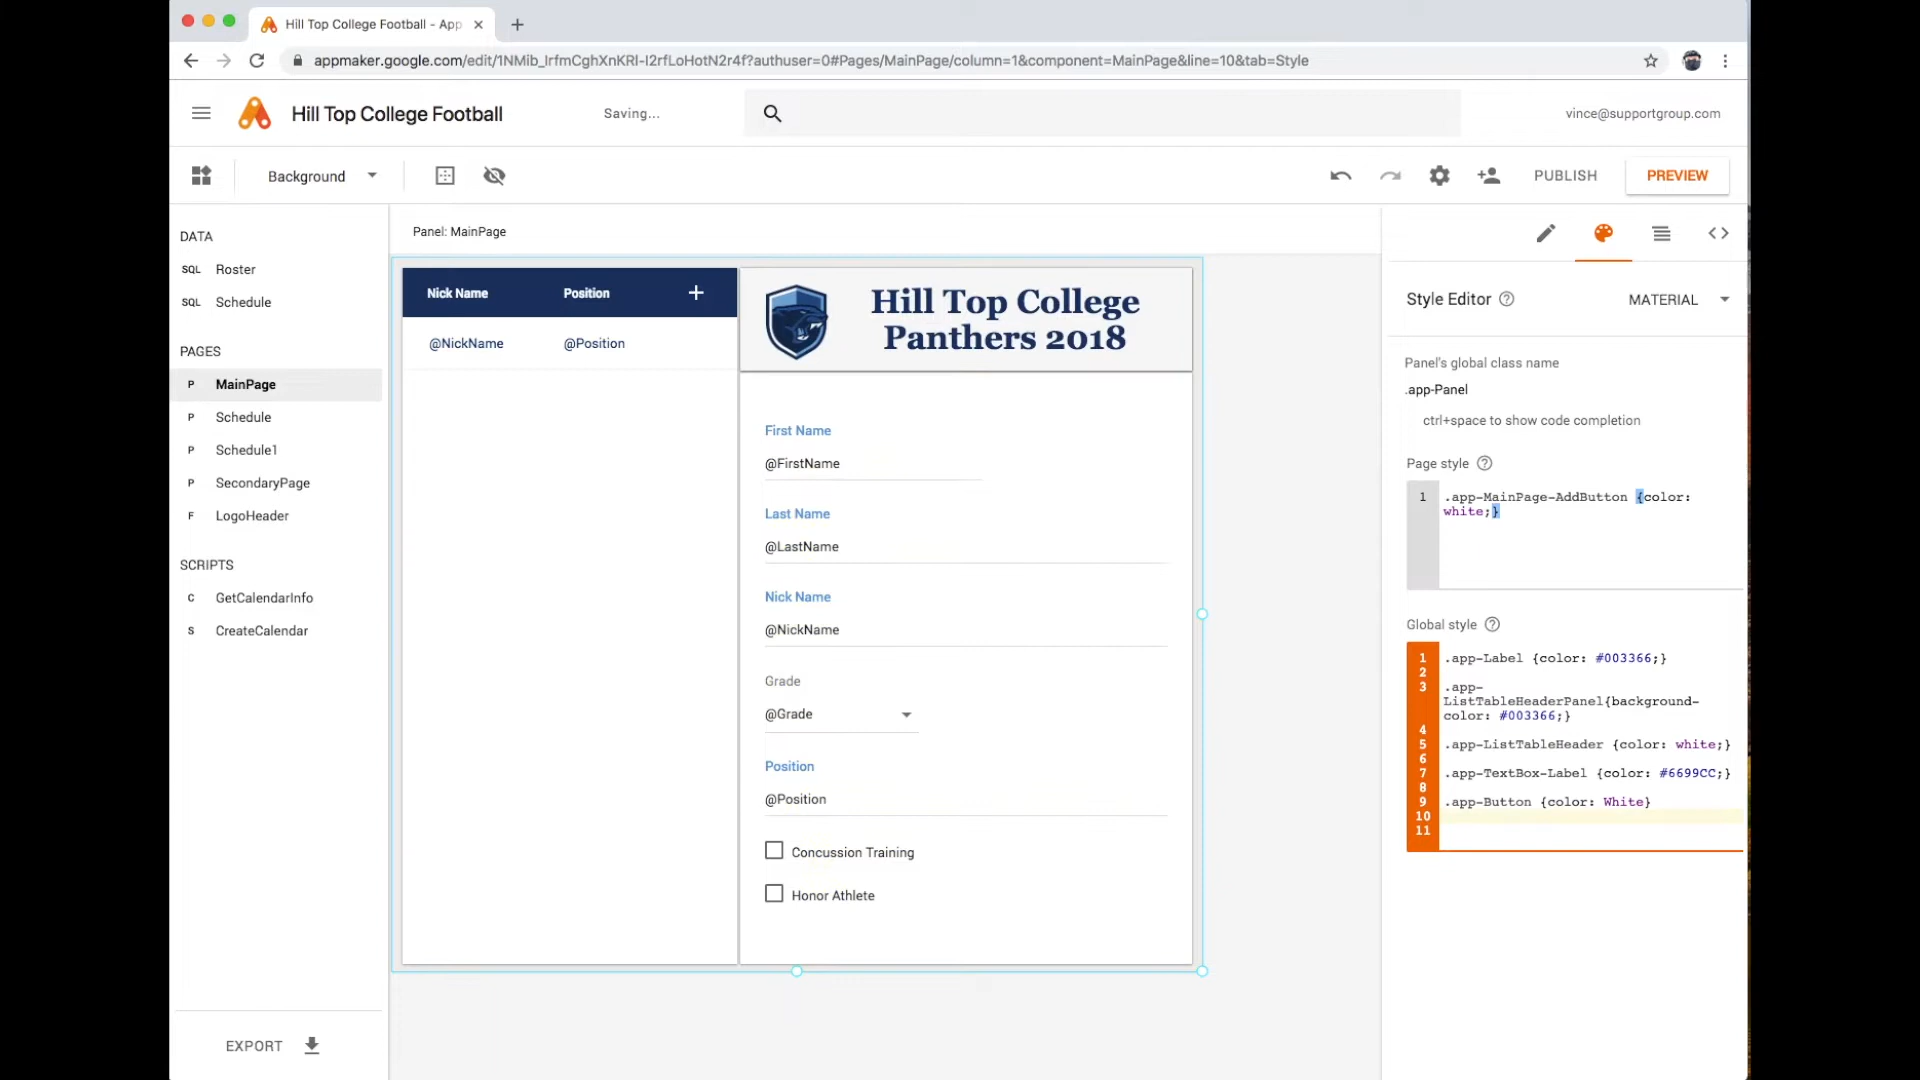 Hill Top College Football - App
appmaker.google.com/edit/1NMib_IrfmCghXnKRI-I2rfLoHotN2r4f?authuser=0#Pages/MainPage/column=1&component=MainPage&line=10&tab=Style
Hill Top College Football
Saving...
vince@supportgroup.com
Background
PUBLISH
PREVIEW
DATA
SQL Roster
SQL Schedule
PAGES
P MainPage
P Schedule
P Schedule1
P SecondaryPage
F LogoHeader
SCRIPTS
C GetCalendarInfo
S CreateCalendar
EXPORT
Panel: MainPage
Nick Name Position +
@NickName @Position
Hill Top College
Panthers 2018
First Name
@FirstName
Last Name
@LastName
Nick Name
@NickName
Grade
@Grade
Position
@Position
Concussion Training
Honor Athlete
Style Editor
MATERIAL
Panel's global class name
.app-Panel
ctrl+space to show code completion
Page style
1 .app-MainPage-AddButton {color:
white;}
Global style
1 .app-Label {color: #003366;}
2
3 .app-
ListTableHeaderPanel{background-
color: #003366;}
4
5 .app-ListTableHeader {color: white;}
6
7 .app-TextBox-Label {color: #6699CC;}
8
9 .app-Button {color: White}
10
11